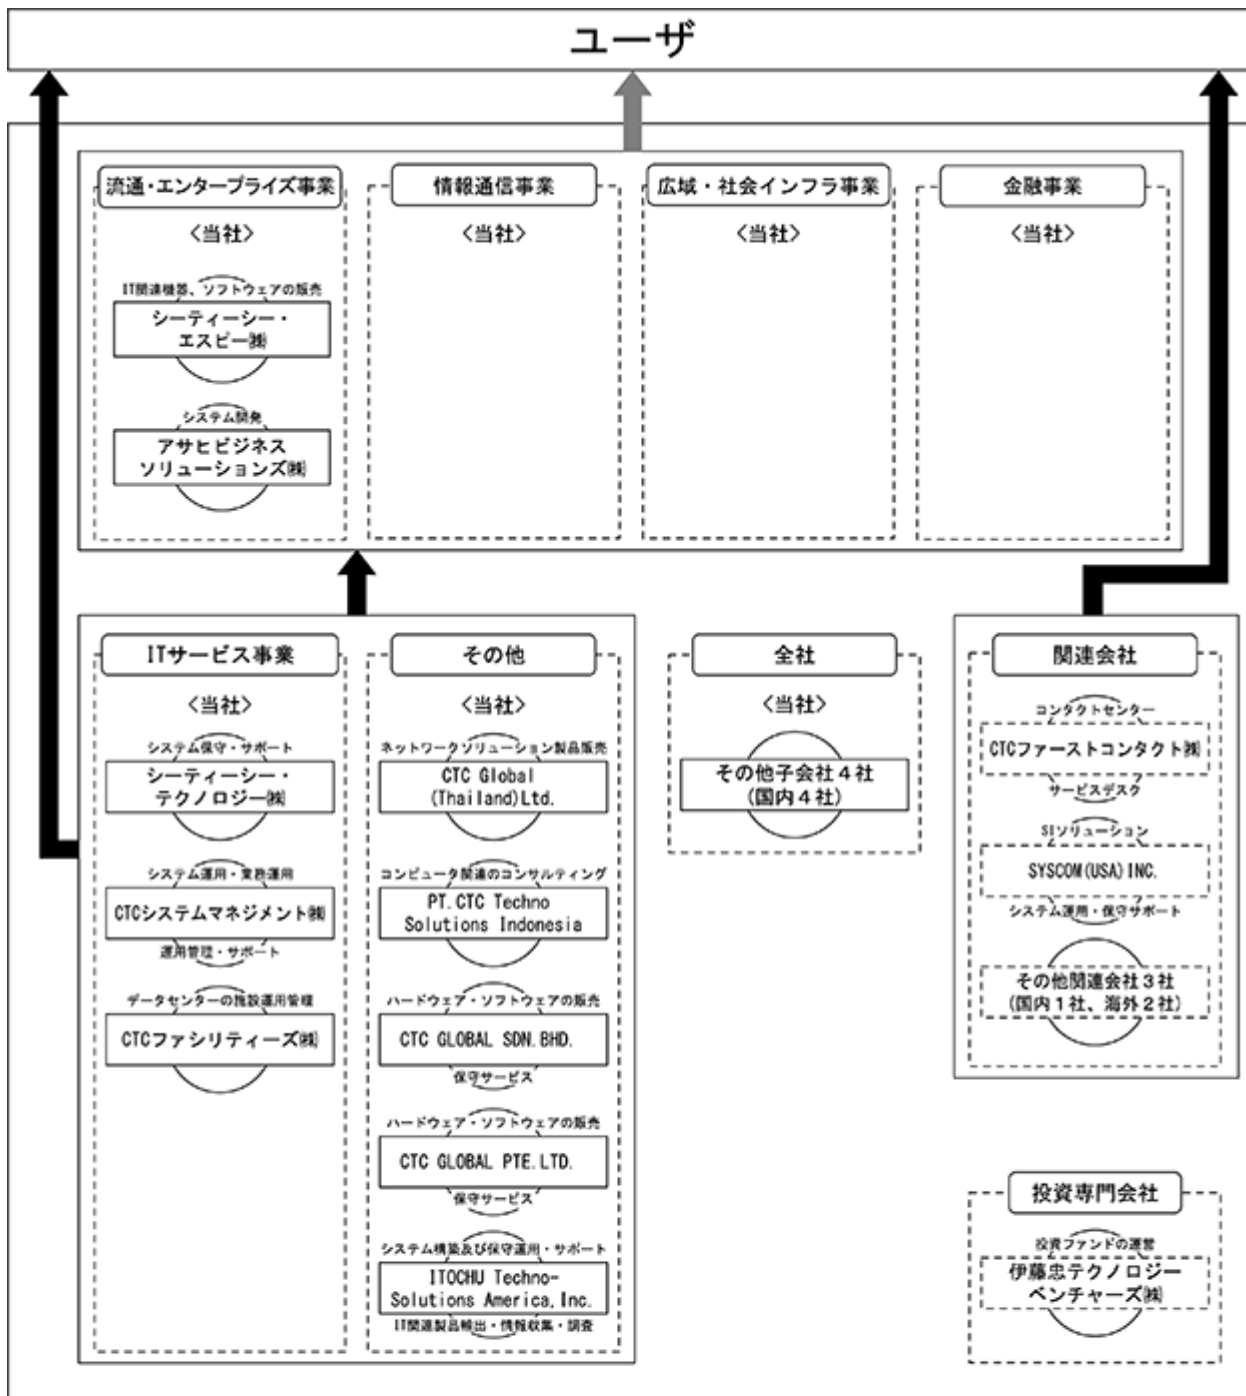 ユーザ
流通・エンタープライズ事業
〈当社〉
IT関連機器、ソフトウェアの販売
シーティーシー・
エスピー㈱
システム開発
アサヒビジネス
ソリューションズ㈱
情報通信事業
〈当社〉
広域・社会インフラ事業
〈当社〉
金融事業
〈当社〉
ITサービス事業
〈当社〉
システム保守・サポート
シーティーシー・
テクノロジー㈱
システム運用・業務運用
CTCシステムマネジメント㈱
運用管理・サポート
データセンターの施設運用管理
CTCファシリティーズ㈱
その他
〈当社〉
ネットワークソリューション製品販売
CTC Global
(Thailand)Ltd.
コンピュータ関連のコンサルティング
PT.CTC Techno
Solutions Indonesia
ハードウェア・ソフトウェアの販売
CTC GLOBAL SDN.BHD.
保守サービス
ハードウェア・ソフトウェアの販売
CTC GLOBAL PTE.LTD.
保守サービス
システム構築及び保守運用・サポート
ITOCHU Techno-
Solutions America,Inc.
IT関連製品輸出・情報収集・調査
全社
〈当社〉
その他子会社４社
(国内４社)
関連会社
コンタクトセンター
CTCファーストコンタクト㈱
サービスデスク
SIソリューション
SYSCOM(USA)INC.
システム運用・保守サポート
その他関連会社３社
(国内１社、海外２社)
投資専門会社
投資ファンドの運営
伊藤忠テクノロジー
ベンチャーズ㈱